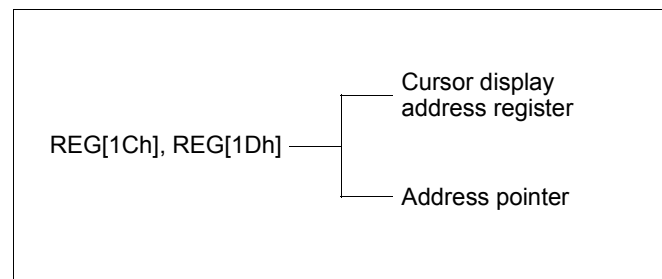 Cursor display
address register
REG[1Ch], REG[1Dh]
Address pointer